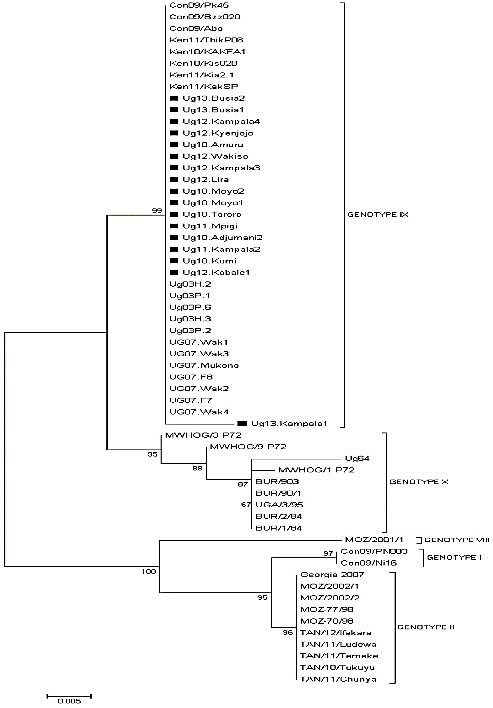 Con09/Pk45
Con09/Bzz020
Con09/Abo
Ken11/ThikP06
Ken10/KAKFA1
Ken10/Kis028
Ken11/Kis2.1
Ken11/KakSP
Ug13.Busia2
Ug13.Busia1
Ug12.Kampala4
Ug12.Kyenjojo
Ug10.Amuru
Ug12.Wakiso
Ug12.Kampala3
Ug12.Lira
Ug10.Moyo2
Ug10.Moyo1
99
Ug10.Tororo
GENOTYPE IX
Ug11.Mpigi
Ug10.Adjumani2
Ug11.Kampala2
Ug10.Kumi
Ug12.Kabale1
Ug03H.2
Ug03P.1
Ug03P.6
Ug03H.3
Ug03P.2
UG07.Wak1
UG07.Wak3
UG07.Mukono
UG07.F8
UG07.Wak2
UG07.F7
UG07.Wak4
Ug13.Kampala1
MWHOG/3 P72
95
MWHOG/9 P72
88
Ug64
MWHOG/1 P72
87
BUR/903
GENOTYPE X
BUR/90/1
67
UGA/3/95
BUR/2/84
BUR/1/84
MOZ/2001/1
GENOTYPE VIII
97
Con09/PN003
GENOTYPE I
Con09/Ni16
100
Georgia 2007
MOZ/2002/1
95
MOZ/2002/2
MOZ-77/98
MOZ-70/98
96
TAN/12/Ifakara
GENOTYPE II
TAN/11/Ludewa
TAN/11/Temeke
TAN/10/Tukuyu
TAN/11/Chunya
0.005